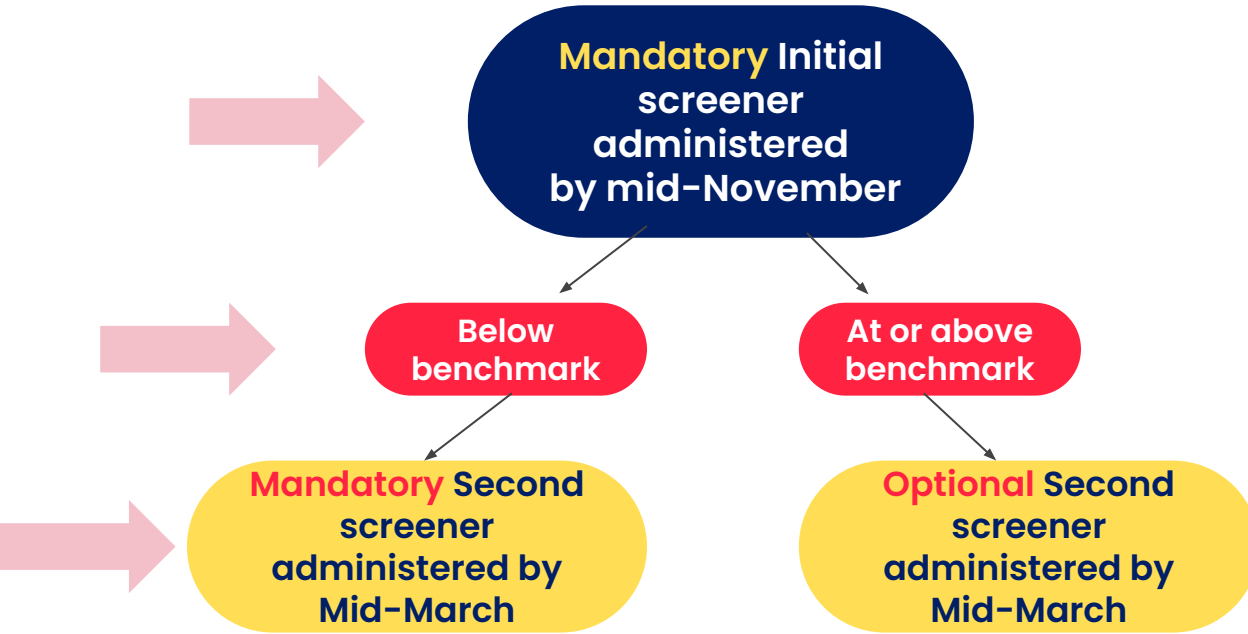 Mandatory Initial
screener
administered
by mid-November
Below
benchmark
At or above
benchmark
Mandatory Second
screener
administered by
Mid-March
Optional Second
screener
administered by
Mid-March